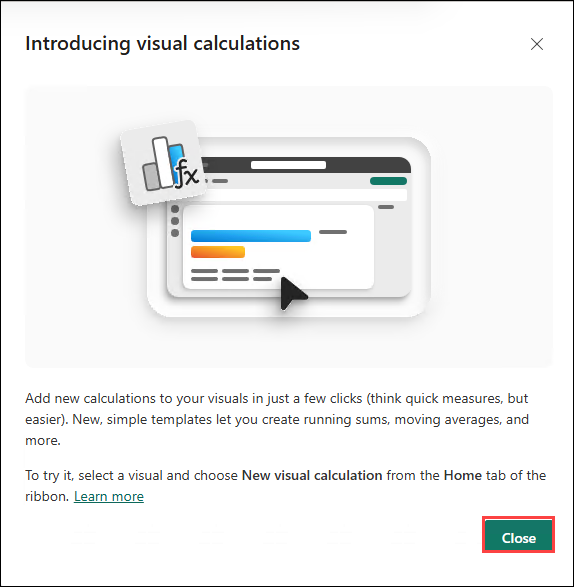 Introducing visual calculations
fx
Add new calculations to your visuals in just a few clicks (think quick measures, but
easier). New, simple templates let you create running sums, moving averages, and
more.
To try it, select a visual and choose New visual calculation from the Home tab of the
ribbon. Learn more
Close